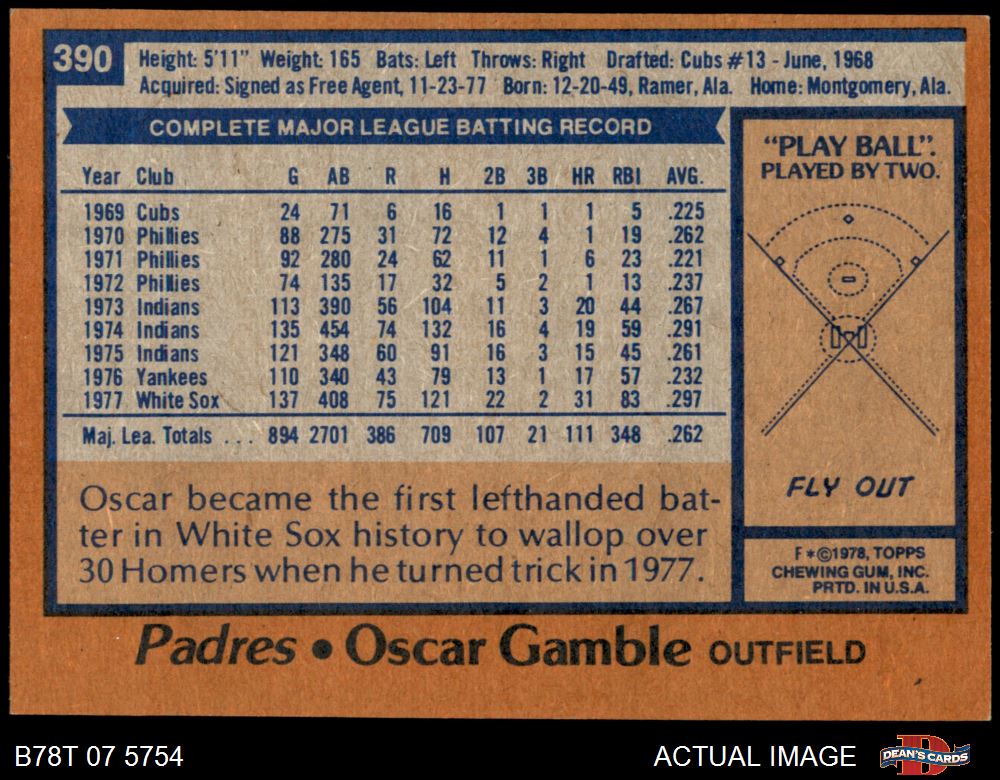 390
Height: 5'11" Weight: 165 Bats: Left Throws: Right Drafted: Cubs #13 - June, 1968
Acquired: Signed as Free Agent, 11-23-77 Born: 12-20-49, Ramer, Ala. Home: Montgomery, Ala.
COMPLETE MAJOR LEAGUE BATTING RECORD
Year Club G AB R H 2B 3B HR RBI AVG.
1969 Cubs 24 71 6 16 1 1 1 5 .225
1970 Phillies 88 275 31 72 12 4 1 19 .262
1971 Phillies 92 280 24 62 11 1 6 23 .221
1972 Phillies 74 135 17 32 5 2 1 13 .237
1973 Indians 113 390 56 104 11 3 20 44 .267
1974 Indians 135 454 74 132 16 4 19 59 .291
1975 Indians 121 348 60 91 16 3 15 45 .261
1976 Yankees 110 340 43 79 13 1 17 57 .232
1977 White Sox 137 408 75 121 22 2 31 83 .297
Maj. Lea. Totals . . . 894 2701 386 709 107 21 111 348 .262
Oscar became the first lefthanded bat-
ter in White Sox history to wallop over
30 Homers when he turned trick in 1977.
"PLAY BALL".
PLAYED BY TWO.
FLY OUT
F*©1978, TOPPS
CHEWING GUM, INC.
PRTD. IN U.S.A.
Padres • Oscar Gamble OUTFIELD
B78T 07 5754
ACTUAL IMAGE
DEAN'S CARDS